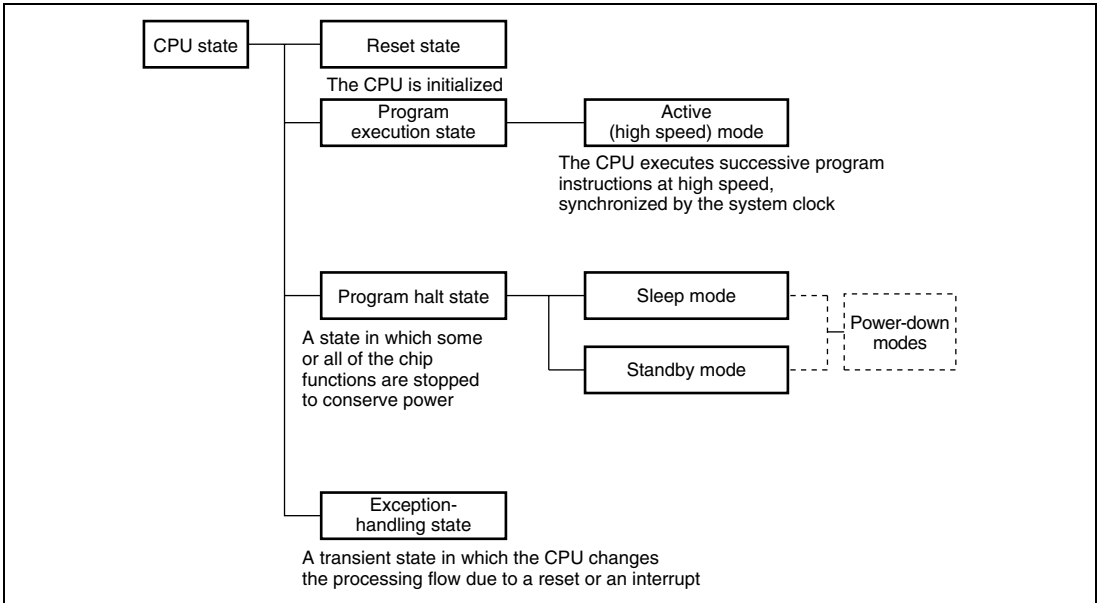 CPU state
Reset state
The CPU is initialized
Program
execution state
Active
(high speed) mode
The CPU executes successive program
instructions at high speed,
synchronized by the system clock
Program halt state
A state in which some
or all of the chip
functions are stopped
to conserve power
Sleep mode
Standby mode
Power-down
modes
Exception-
handling state
A transient state in which the CPU changes
the processing flow due to a reset or an interrupt